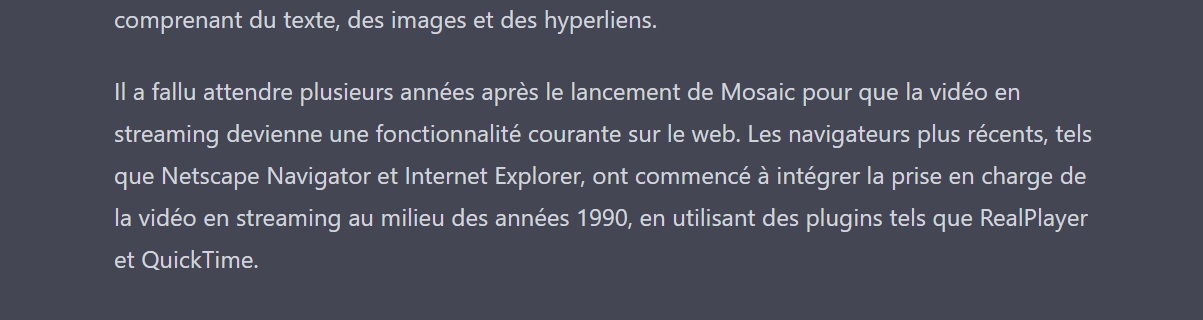 comprenant du texte, des images et des hyperliens.
Il a fallu attendre plusieurs années après le lancement de Mosaic pour que la vidéo en
streaming devienne une fonctionnalité courante sur le web. Les navigateurs plus récents, tels
que Netscape Navigator et Internet Explorer, ont commencé à intégrer la prise en charge de
la vidéo en streaming au milieu des années 1990, en utilisant des plugins tels que RealPlayer
et QuickTime.